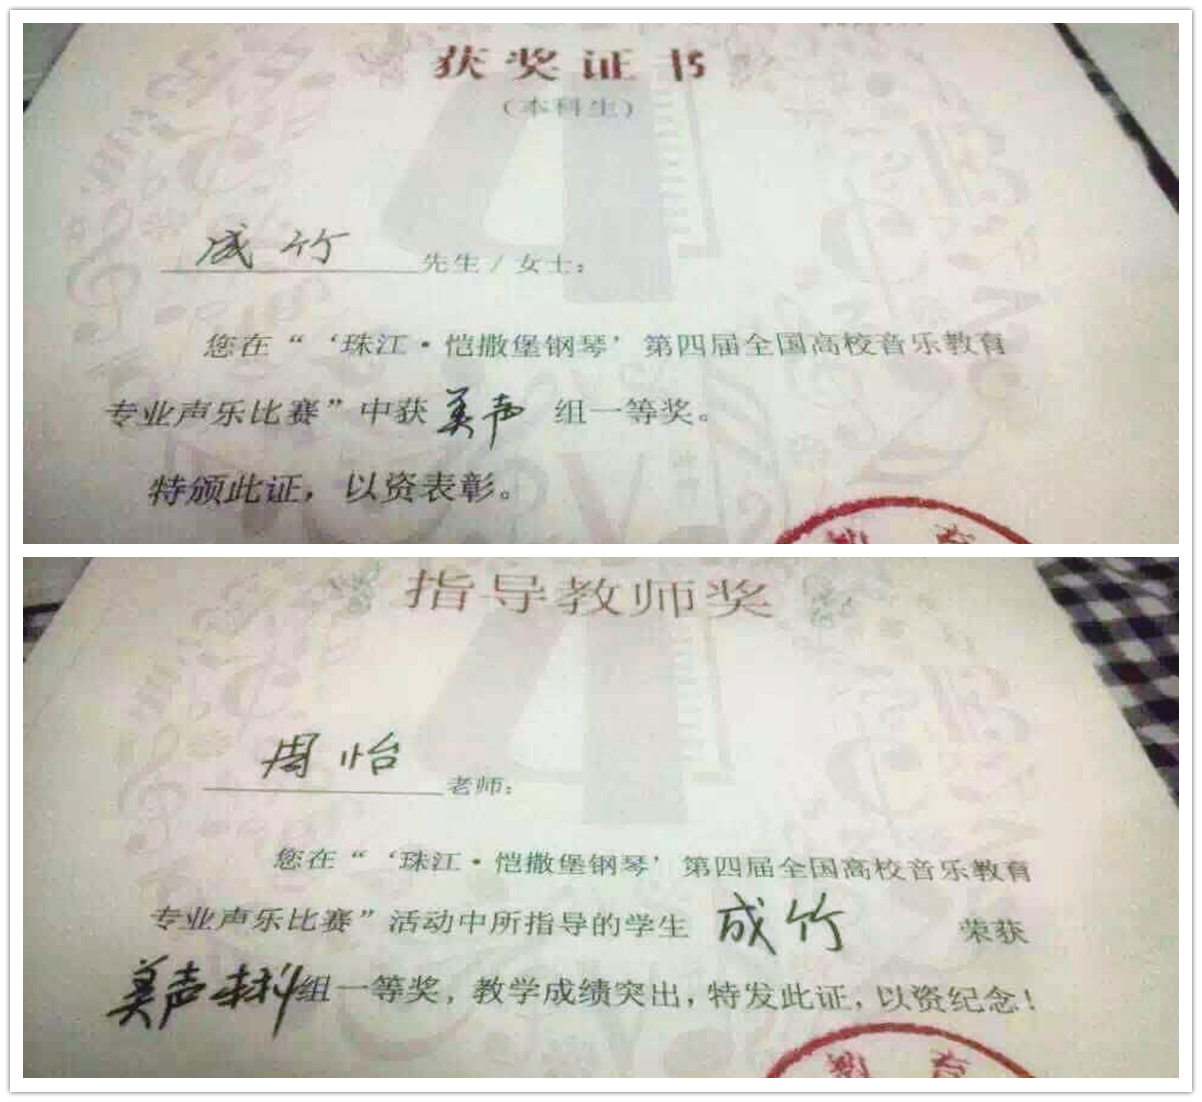 获奖证书
（本科生）
成竹 先生/女士：
您在“‘珠江·恺撒堡钢琴’第四届全国高校音乐教育
专业声乐比赛”中获 美声 组一等奖。
特颁此证，以资表彰。
教育
指导教师奖
周怡 老师：
您在“‘珠江·恺撒堡钢琴’第四届全国高校音乐教育
专业声乐比赛”活动中所指导的学生 成竹 荣获
美声本科组一等奖，教学成绩突出，特发此证，以资纪念！
教育